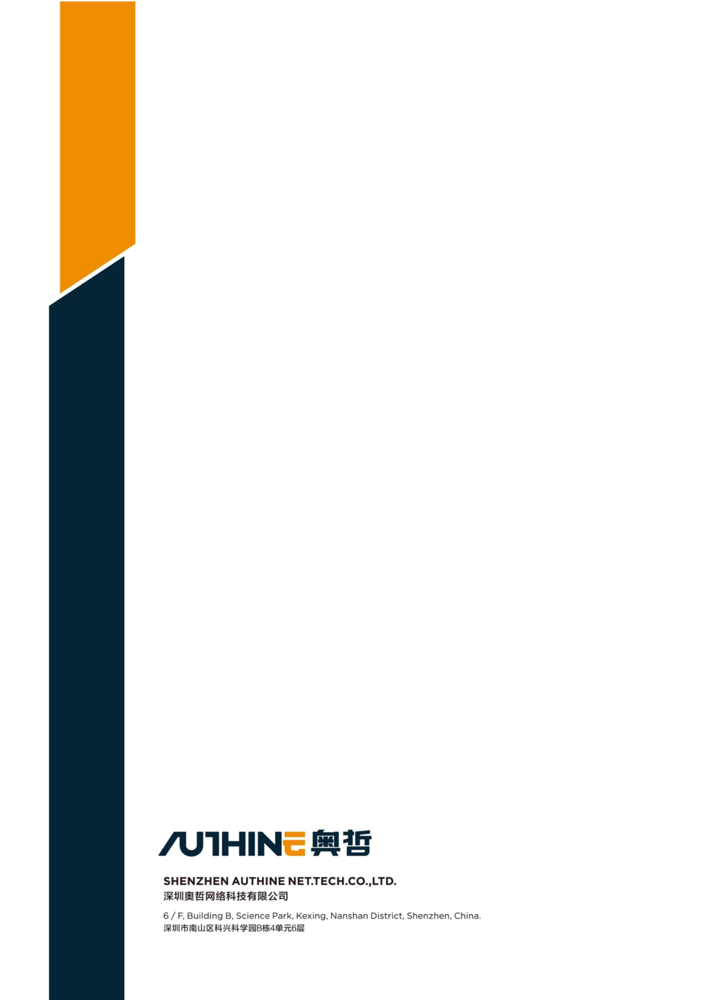 AUTHINE 奥哲
SHENZHEN AUTHINE NET.TECH.CO.,LTD.
深圳奥哲网络科技有限公司
6 / F, Building B, Science Park, Kexing, Nanshan District, Shenzhen, China.
深圳市南山区科兴科学园B栋4单元6层